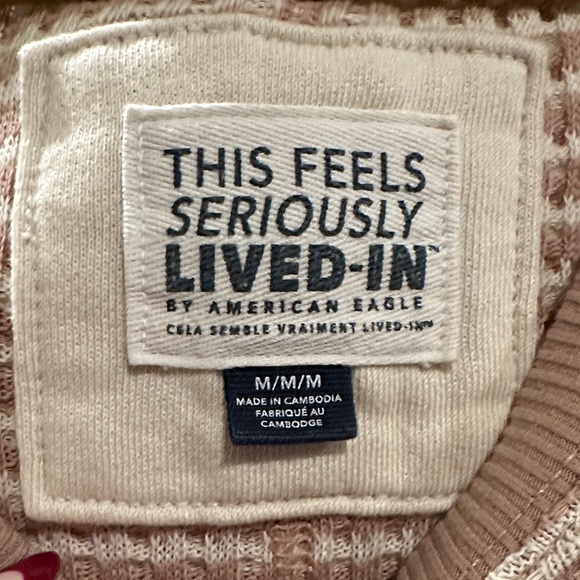 THIS FEELS
SERIOUSLY
LIVED-IN™
BY AMERICAN EAGLE
CELA SEMBLE VRAIMENT LIVED-IN™
M/M/M
MADE IN CAMBODIA
FABRIQUÉ AU
CAMBODGE